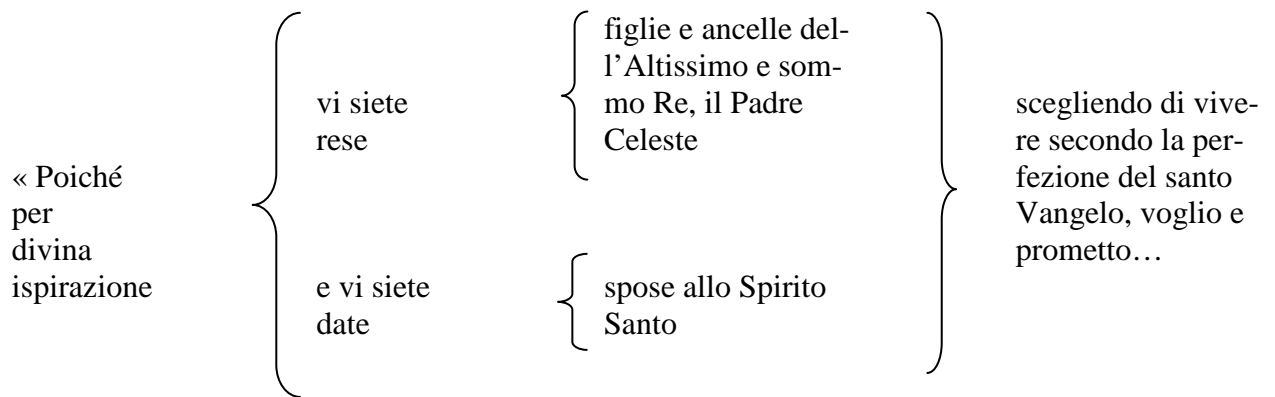 « Poiché
per
divina
ispirazione
vi siete
rese
figlie e ancelle del-
l’Altissimo e som-
mo Re, il Padre
Celeste
e vi siete
date
spose allo Spirito
Santo
scegliendo di vive-
re secondo la per-
fezione del santo
Vangelo, voglio e
prometto…